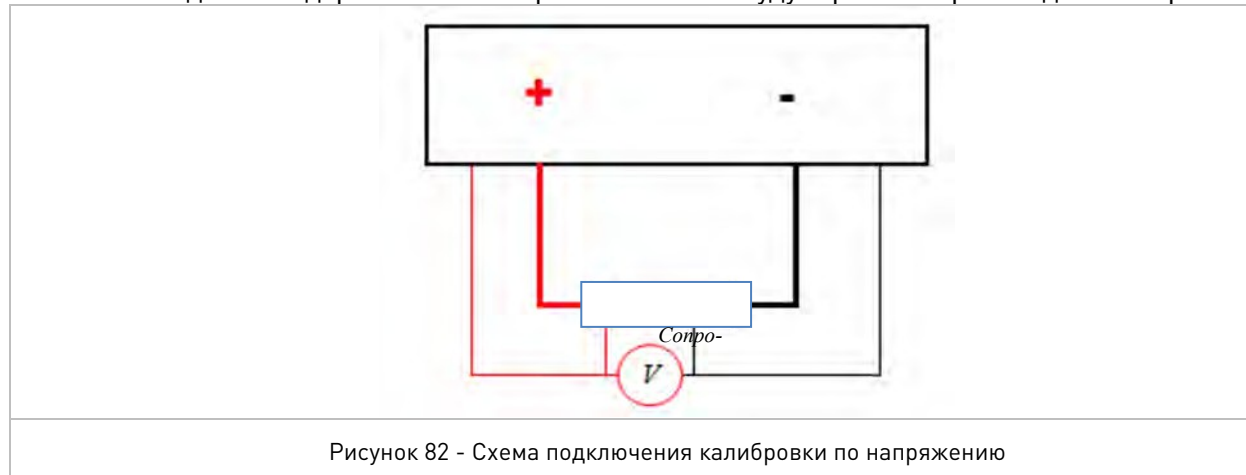 + -
Сопро-
V
Рисунок 82 - Схема подключения калибровки по напряжению